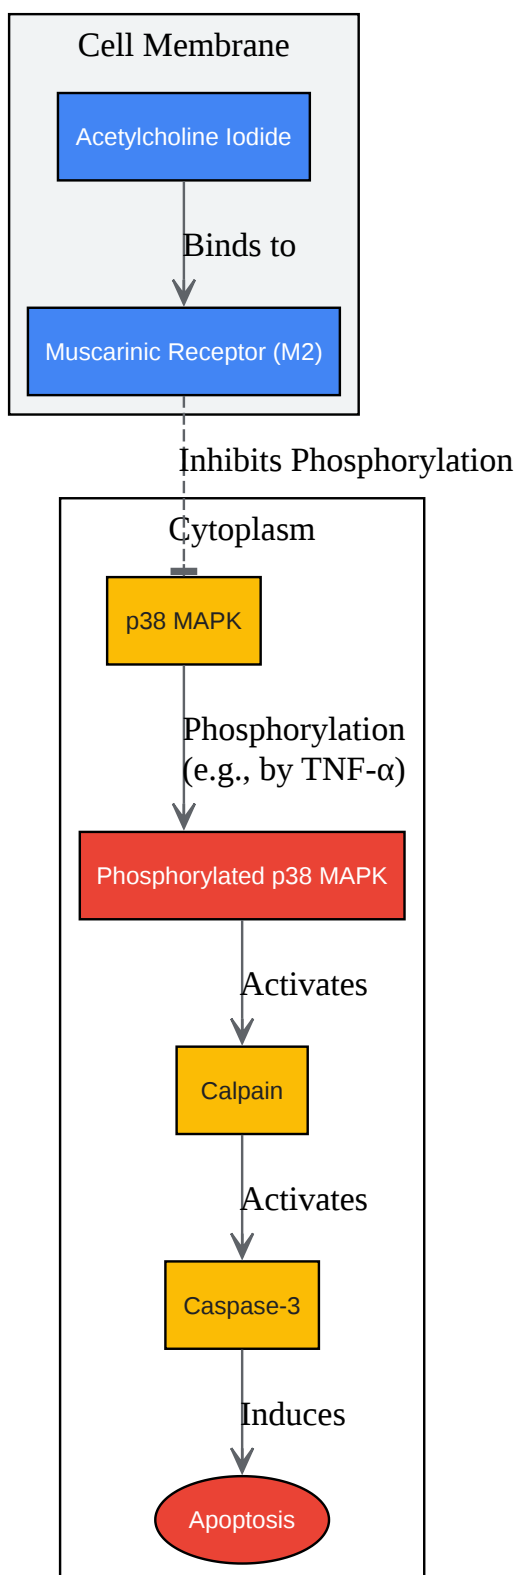 Cell Membrane
Acetylcholine Iodide
Binds to
Muscarinic Receptor (M2)
Inhibits Phosphorylation
Cytoplasm
p38 MAPK
Phosphorylation
(e.g., by TNF-α)
Phosphorylated p38 MAPK
Activates
Calpain
Activates
Caspase-3
Induces
Apoptosis